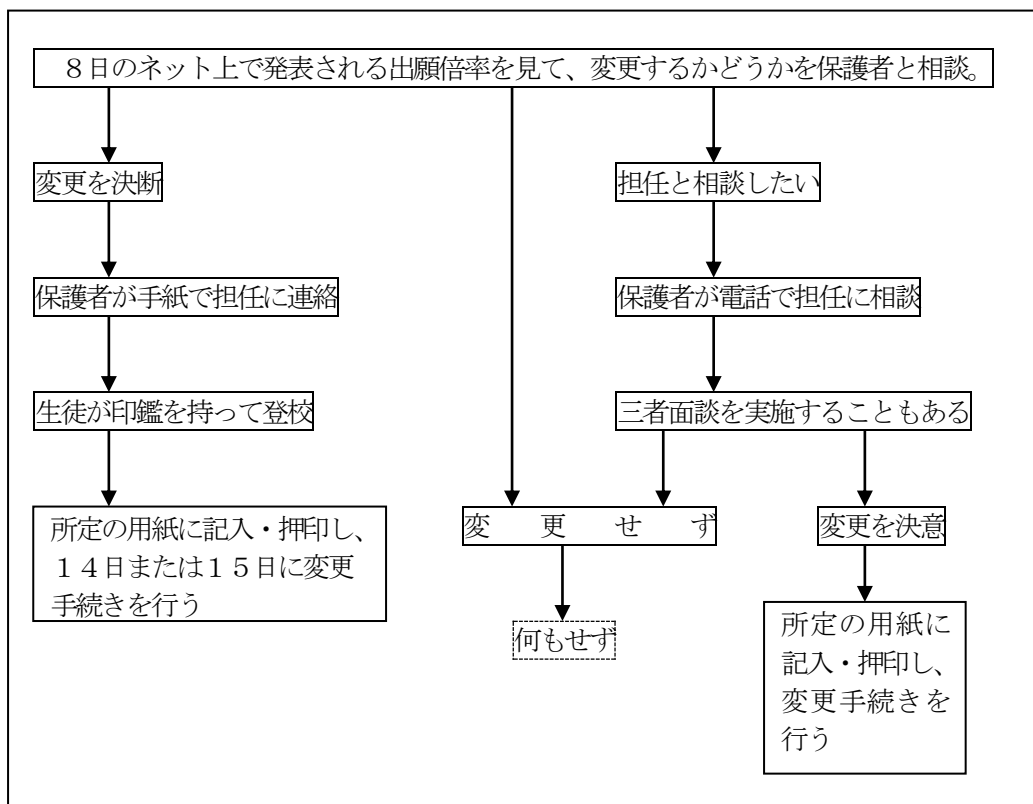 ８日のネット上で発表される出願倍率を見て、変更するかどうかを保護者と相談。
変更を決断
担任と相談したい
保護者が手紙で担任に連絡
保護者が電話で担任に相談
生徒が印鑑を持って登校
三者面談を実施することもある
所定の用紙に記入・押印し、
１４日または１５日に変更
手続きを行う
変　更　せ　ず
変更を決意
何もせず
所定の用紙に
記入・押印し、
変更手続きを
行う